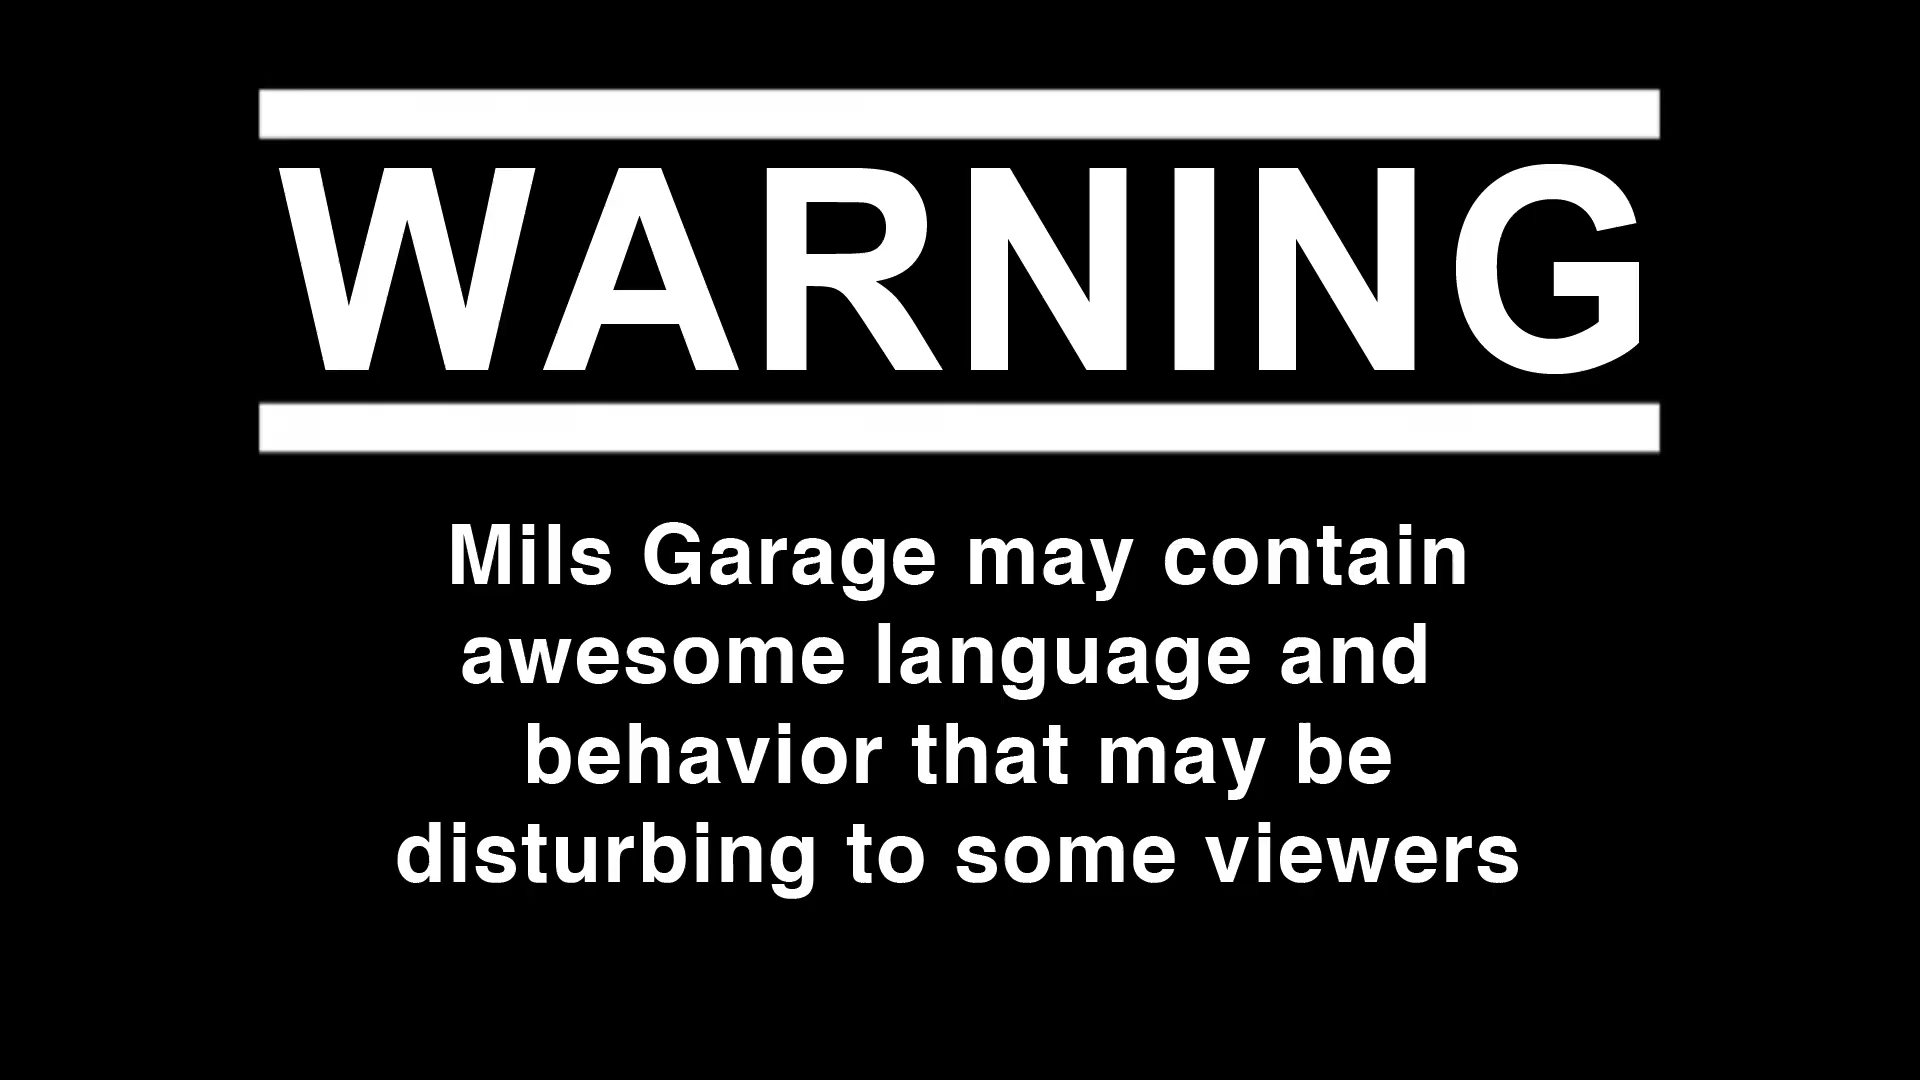 WARNING
Mils Garage may contain
awesome language and
behavior that may be
disturbing to some viewers